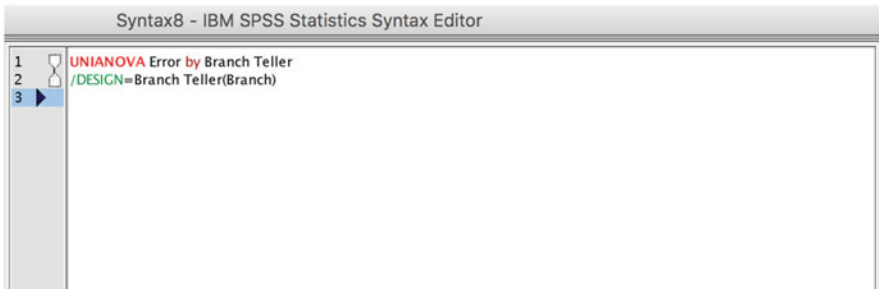 Syntax8 - IBM SPSS Statistics Syntax Editor
1 UNIANOVA Error by Branch Teller
2 /DESIGN=Branch Teller(Branch)
3